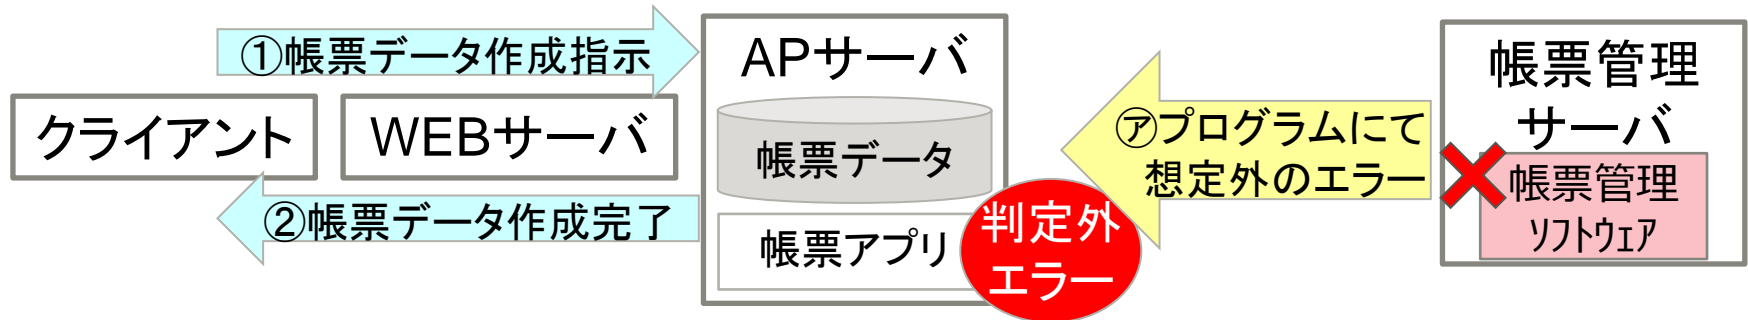 ①帳票データ作成指示
クライアント
WEBサーバ
②帳票データ作成完了
APサーバ
帳票データ
帳票アプリ
判定外
エラー
㋐プログラムにて
想定外のエラー
帳票管理
サーバ
帳票管理
ソフトウェア